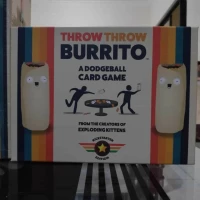 THROW THROW
BURRITO
A DODGEBALL
CARD GAME
FROM THE CREATORS OF
EXPLODING KITTENS